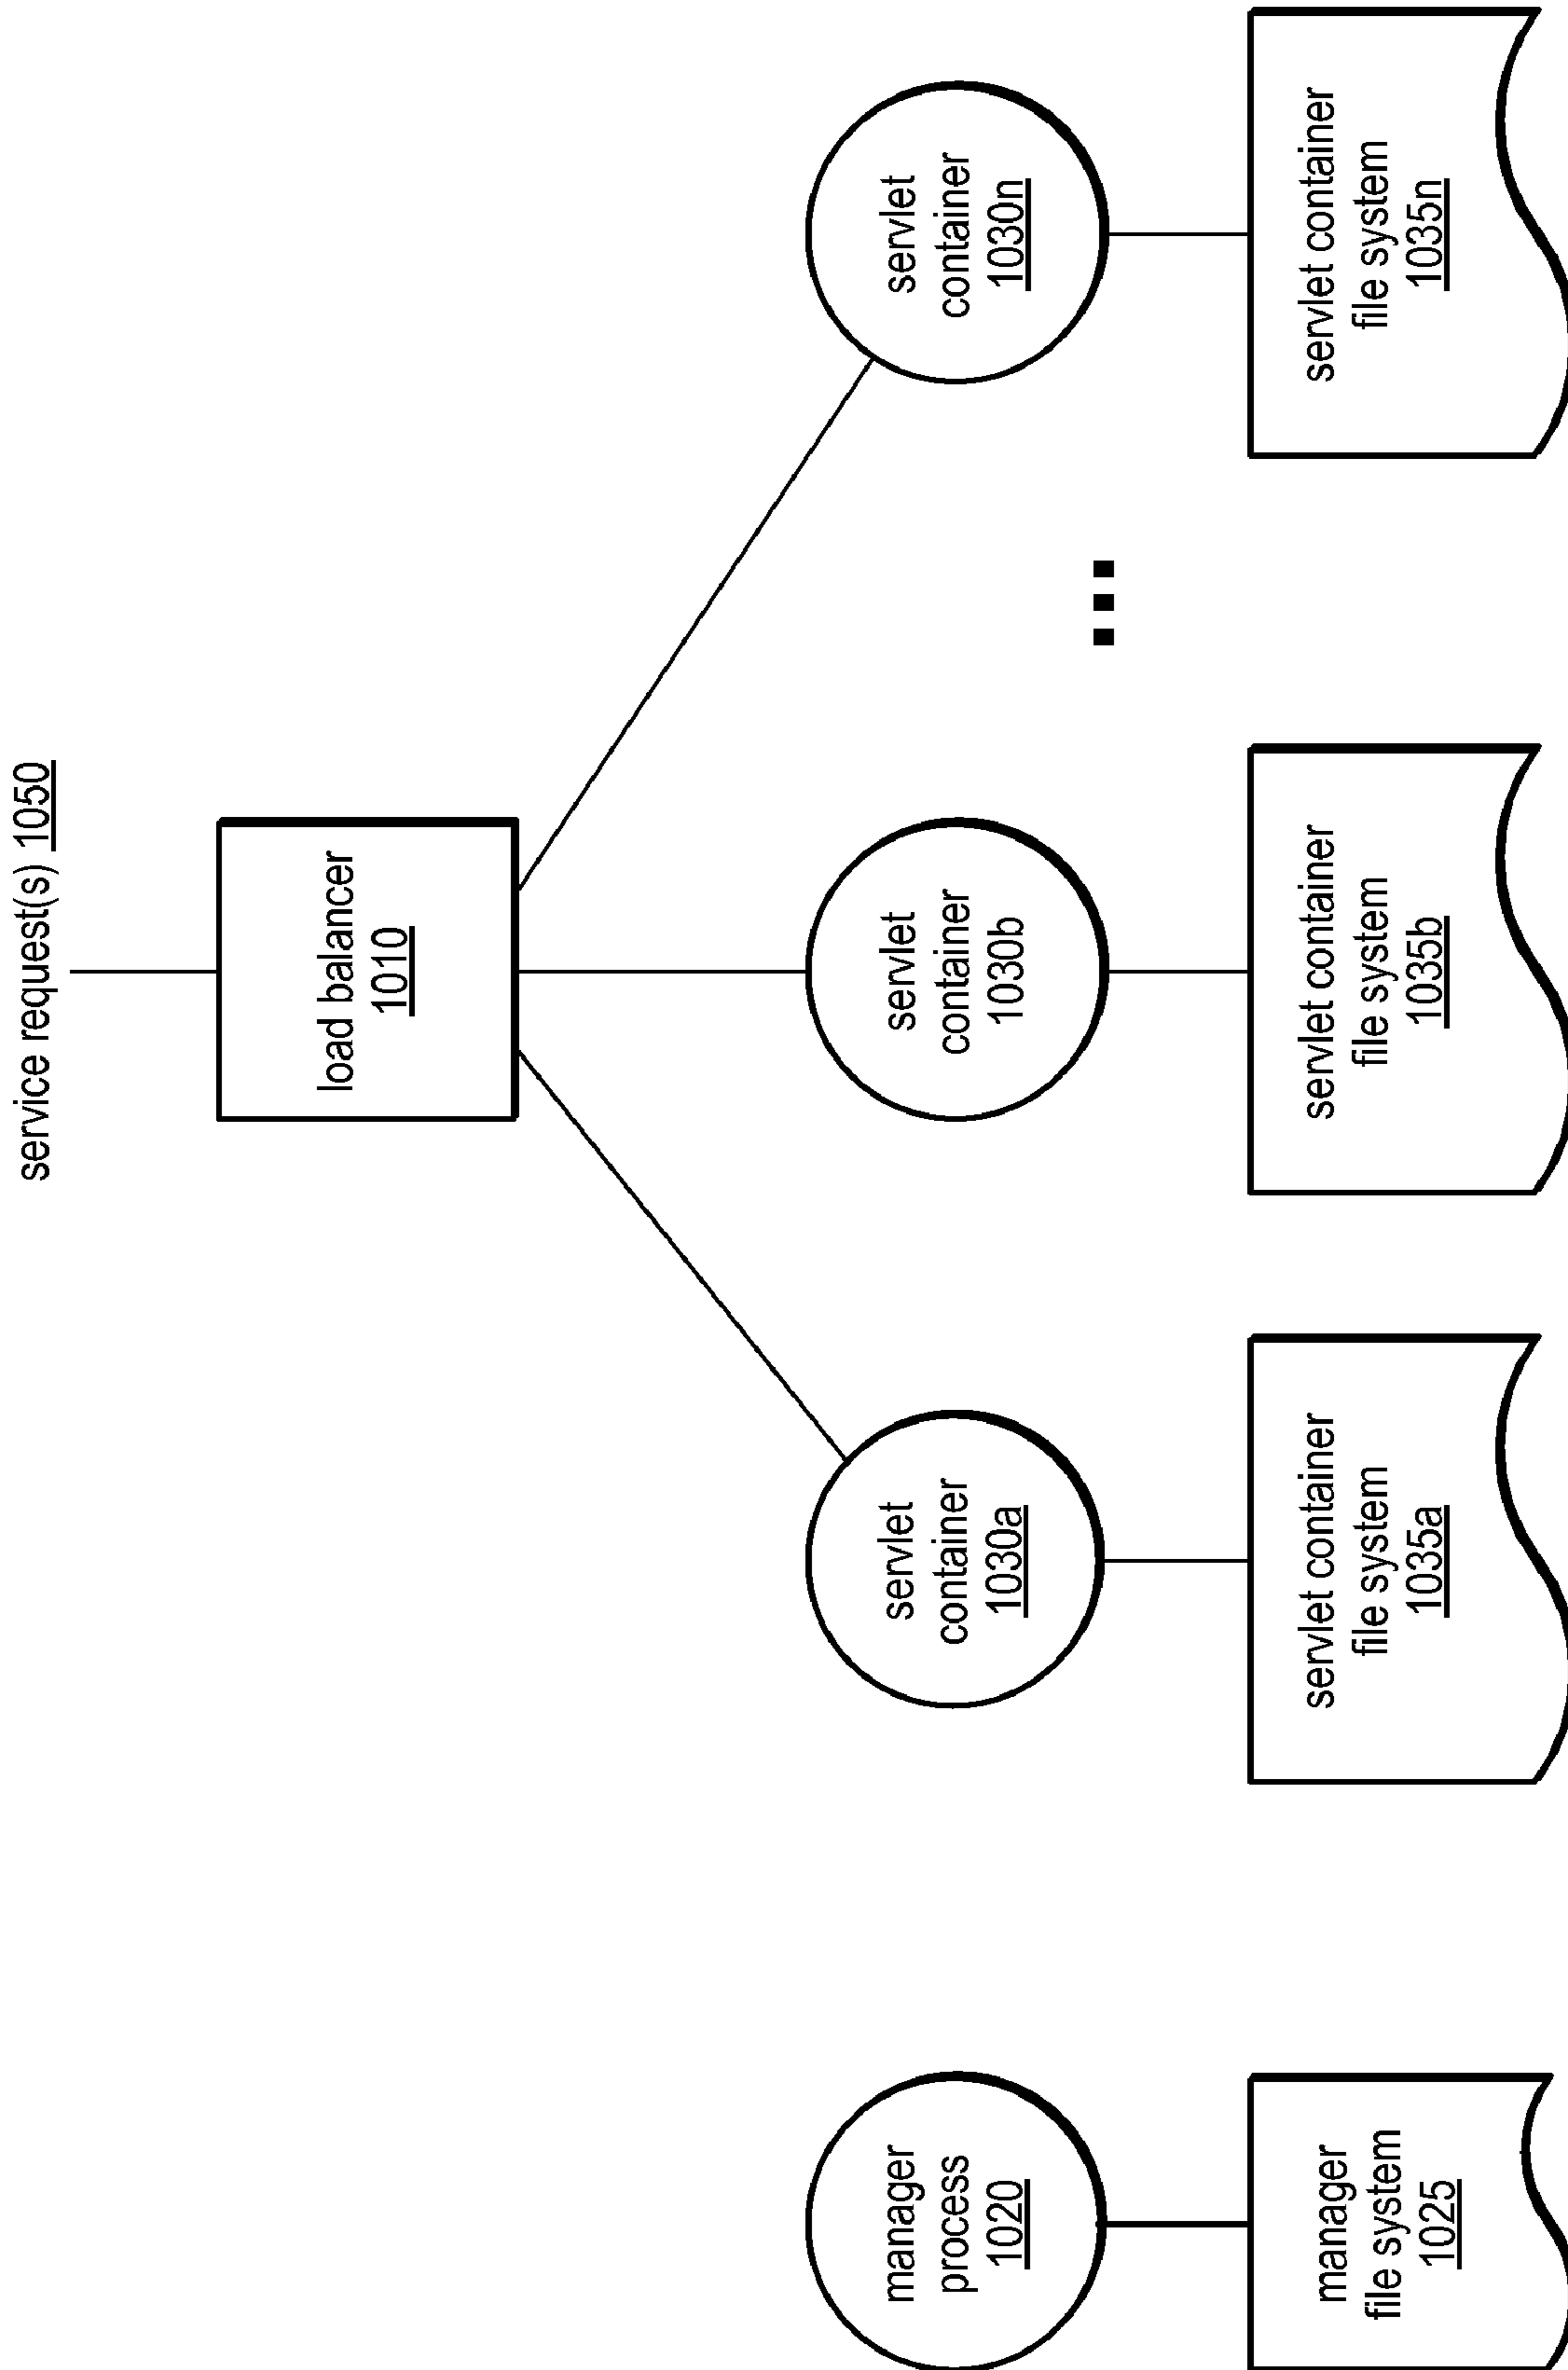 service request(s) 1050
load balancer
1010
manager
process
1020
servlet
container
1030a
servlet
container
1030b
servlet
container
1030n
manager
file system
1025
servlet container
file system
1035a
servlet container
file system
1035b
servlet container
file system
1035n